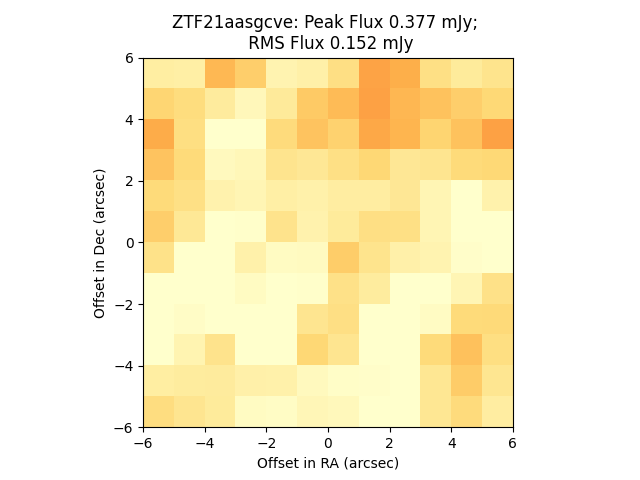 ZTF21aasgcve: Peak Flux 0.377 mJy;
RMS Flux 0.152 mJy
6
4
2
0
−2
−4
−6
Offset in Dec (arcsec)
−6 −4 −2 0 2 4 6
Offset in RA (arcsec)